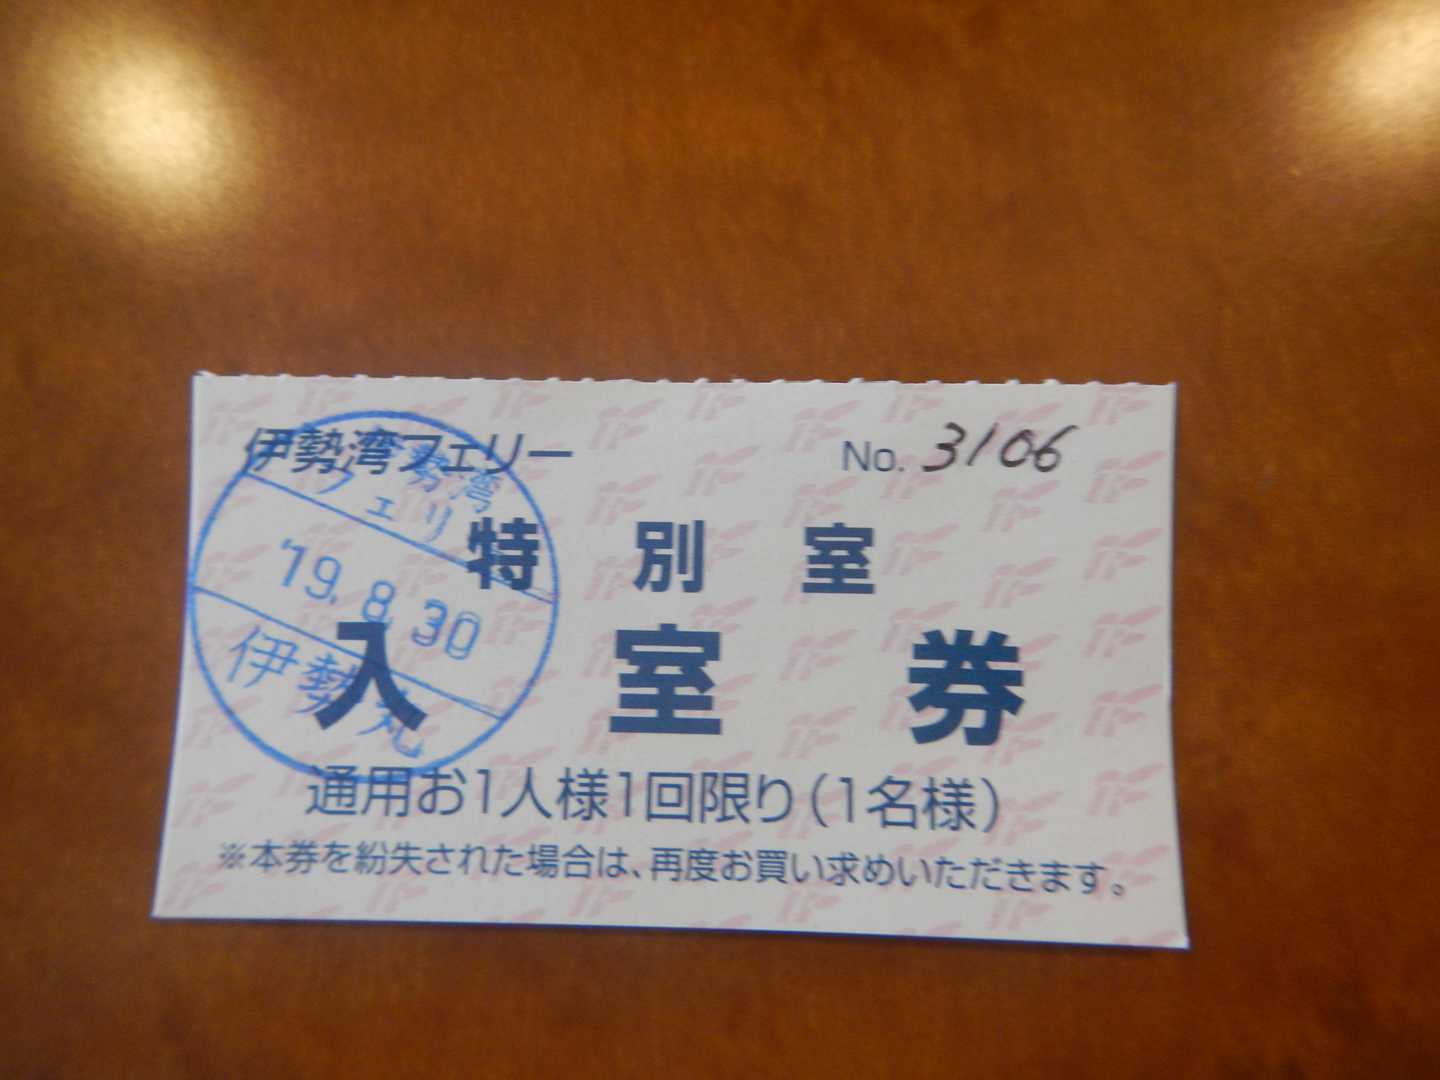 伊勢湾フェリー
No. 3106
特別室
入室券
通用お1人様1回限り(1名様)
※本券を紛失された場合は、再度お買い求めいただきます。
伊勢湾
フェリー
'19. 8. 30
伊勢丸